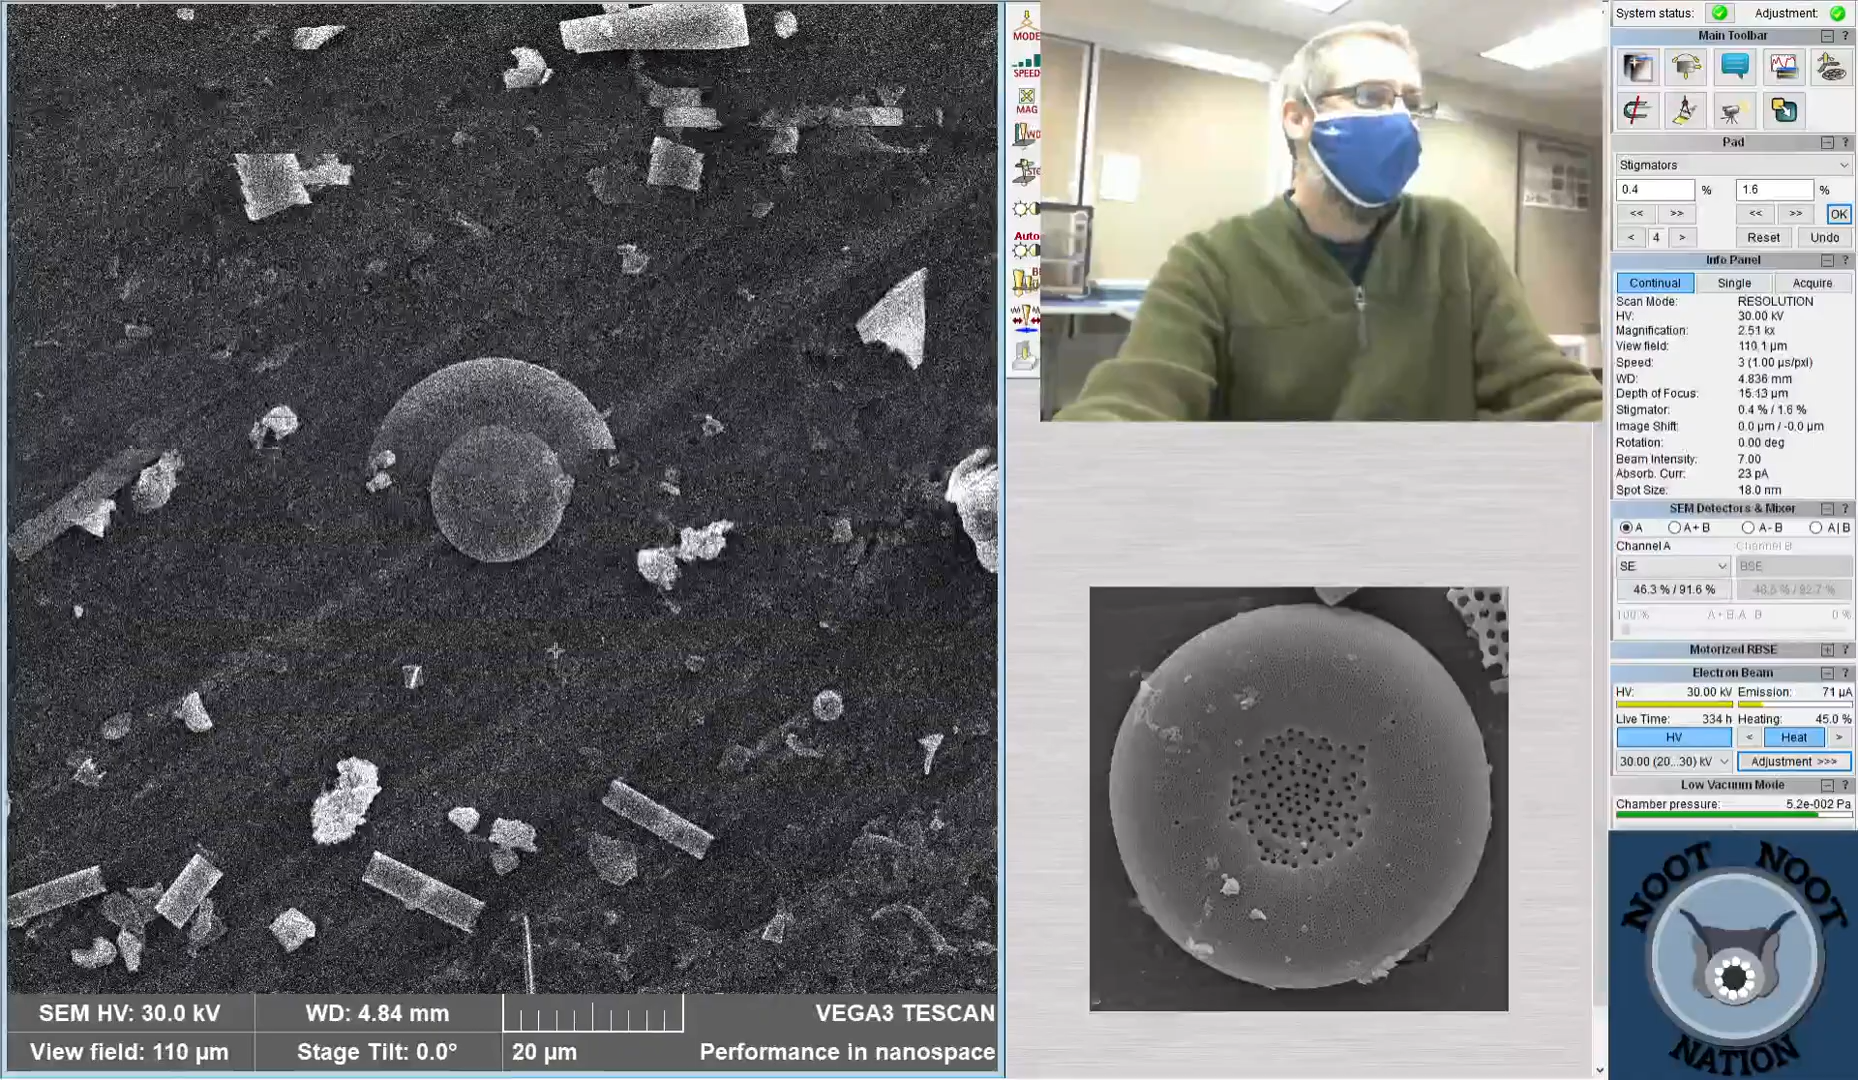 SEM HV: 30.0 kV
WD: 4.84 mm
VEGA3 TESCAN
View field: 110 µm
Stage Tilt: 0.0°
20 µm
Performance in nanospace
MODE
SPEED
MAG
WD
Auto
System status:
Adjustment:
Main Toolbar
Pad
Stigmators
0.4 % 1.6 %
<< >> << >> OK
< 4 > Reset Undo
Info Panel
Continual Single Acquire
Scan Mode: RESOLUTION
HV: 30.00 kV
Magnification: 2.51 kx
View field: 110.1 µm
Speed: 3 (1.00 µs/pxl)
WD: 4.836 mm
Depth of Focus: 15.13 µm
Stigmator: 0.4 % / 1.6 %
Image Shift: 0.0 µm / -0.0 µm
Rotation: 0.00 deg
Beam Intensity: 7.00
Absorb. Curr: 23 pA
Spot Size: 18.0 nm
SEM Detectors & Mixer
A A + B A - B A | B
Channel A Channel B
SE BSE
46.3 % / 91.6 %
100 % A + B, A - B 0 %
Motorized RBSE
Electron Beam
HV: 30.00 kV Emission: 71 µA
Live Time: 334 h Heating: 45.0 %
HV < Heat >
30.00 (20...30) kV Adjustment >>>
Low Vacuum Mode
Chamber pressure: 5.2e-002 Pa
NOOT NOOT
NATION